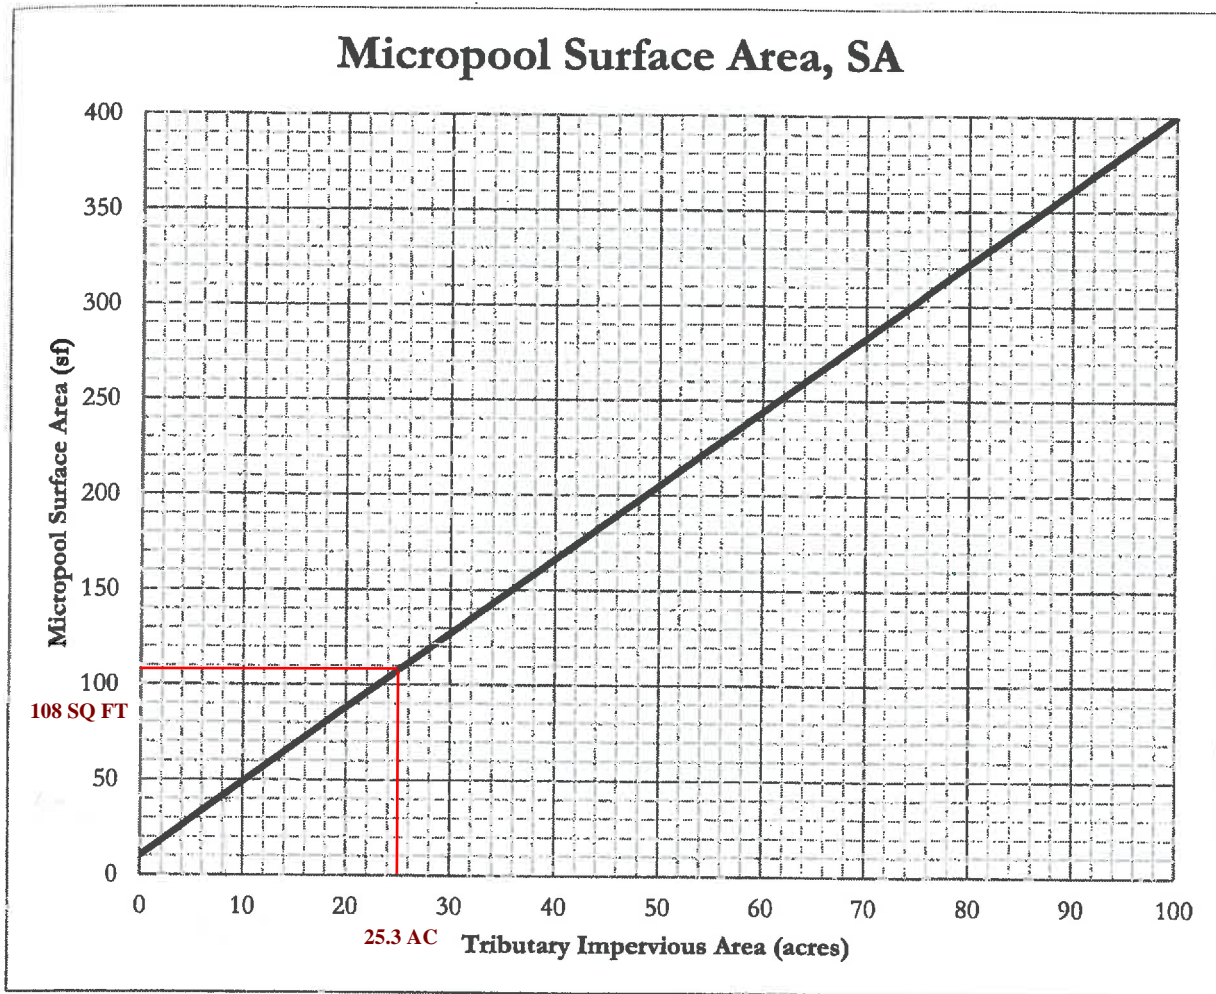 Micropool Surface Area, SA
400
350
300
250
200
150
100
50
0
Micropool Surface Area (sf)
108 SQ FT
0 10 20 30 40 50 60 70 80 90 100
25.3 AC
Tributary Impervious Area (acres)